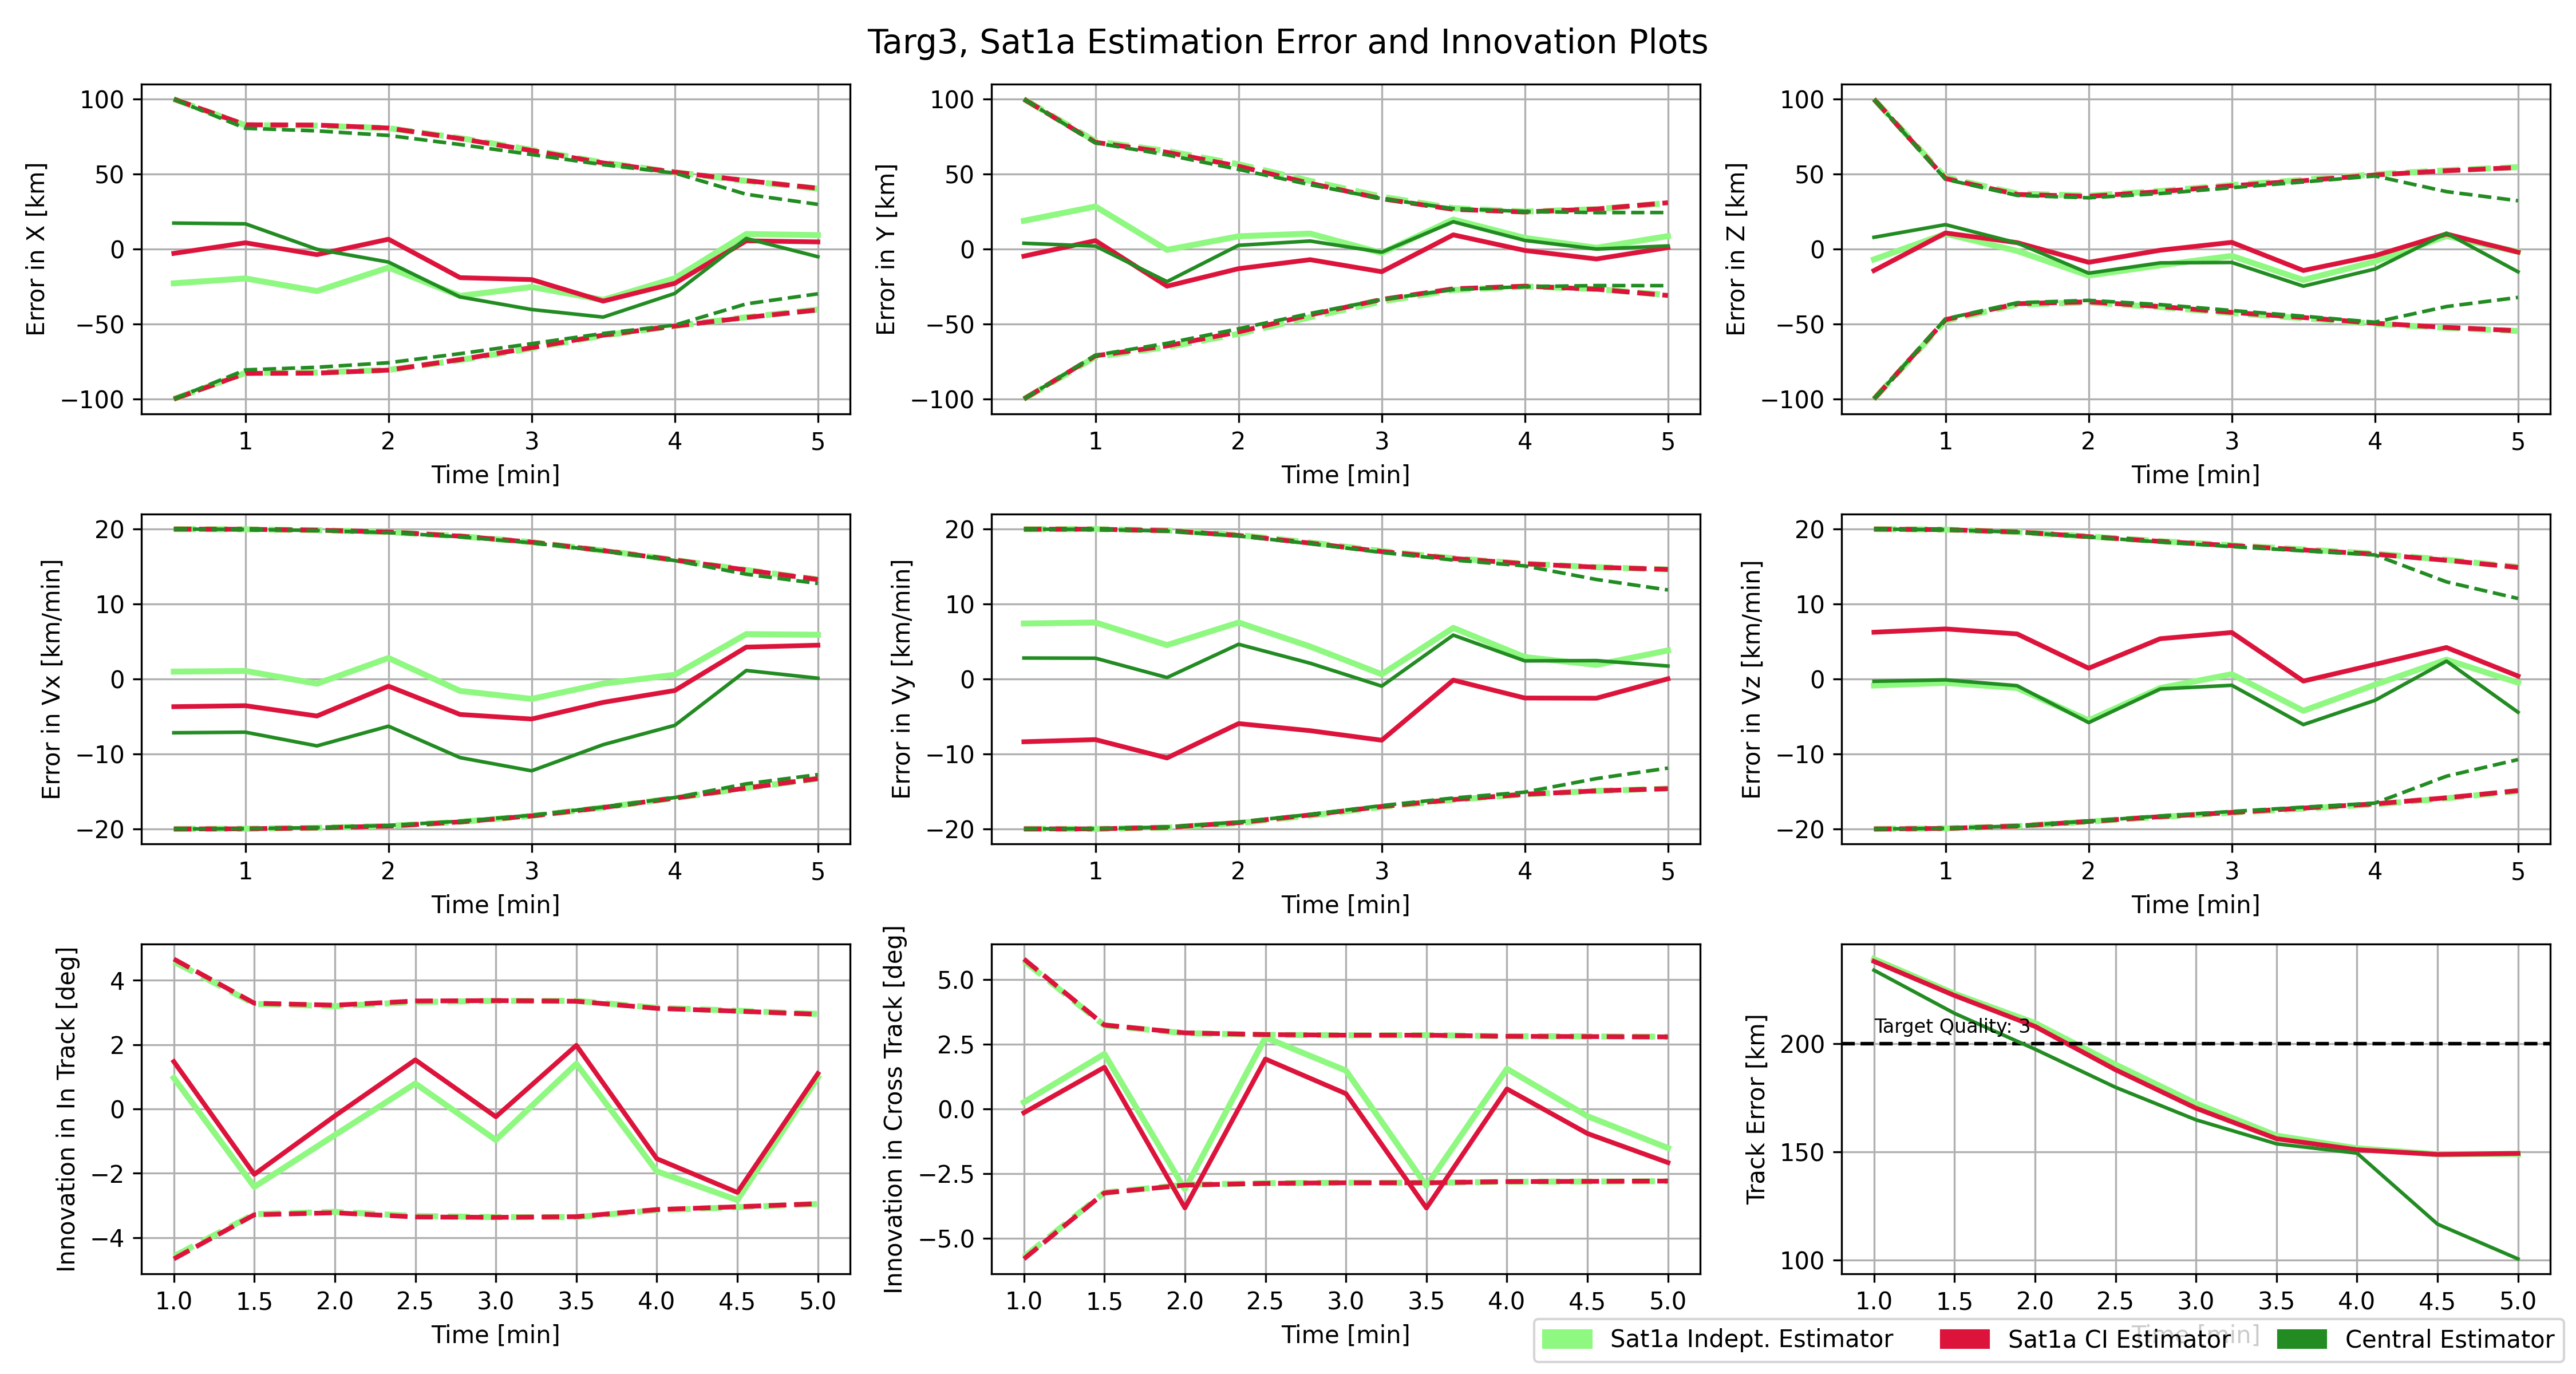 Targ3, Sat1a Estimation Error and Innovation Plots
Error in X [km]
100
50
0
−50
−100
1 2 3 4 5
Time [min]
Error in Y [km]
100
50
0
−50
−100
1 2 3 4 5
Time [min]
Error in Z [km]
100
50
0
−50
−100
1 2 3 4 5
Time [min]
Error in Vx [km/min]
20
10
0
−10
−20
1 2 3 4 5
Time [min]
Error in Vy [km/min]
20
10
0
−10
−20
1 2 3 4 5
Time [min]
Error in Vz [km/min]
20
10
0
−10
−20
1 2 3 4 5
Time [min]
Innovation in In Track [deg]
4
2
0
−2
−4
1.0 1.5 2.0 2.5 3.0 3.5 4.0 4.5 5.0
Time [min]
Innovation in Cross Track [deg]
5.0
2.5
0.0
−2.5
−5.0
1.0 1.5 2.0 2.5 3.0 3.5 4.0 4.5 5.0
Time [min]
Track Error [km]
200
150
100
Target Quality: 3
1.0 1.5 2.0 2.5 3.0 3.5 4.0 4.5 5.0
Time [min]
Sat1a Indept. Estimator Sat1a CI Estimator Central Estimator